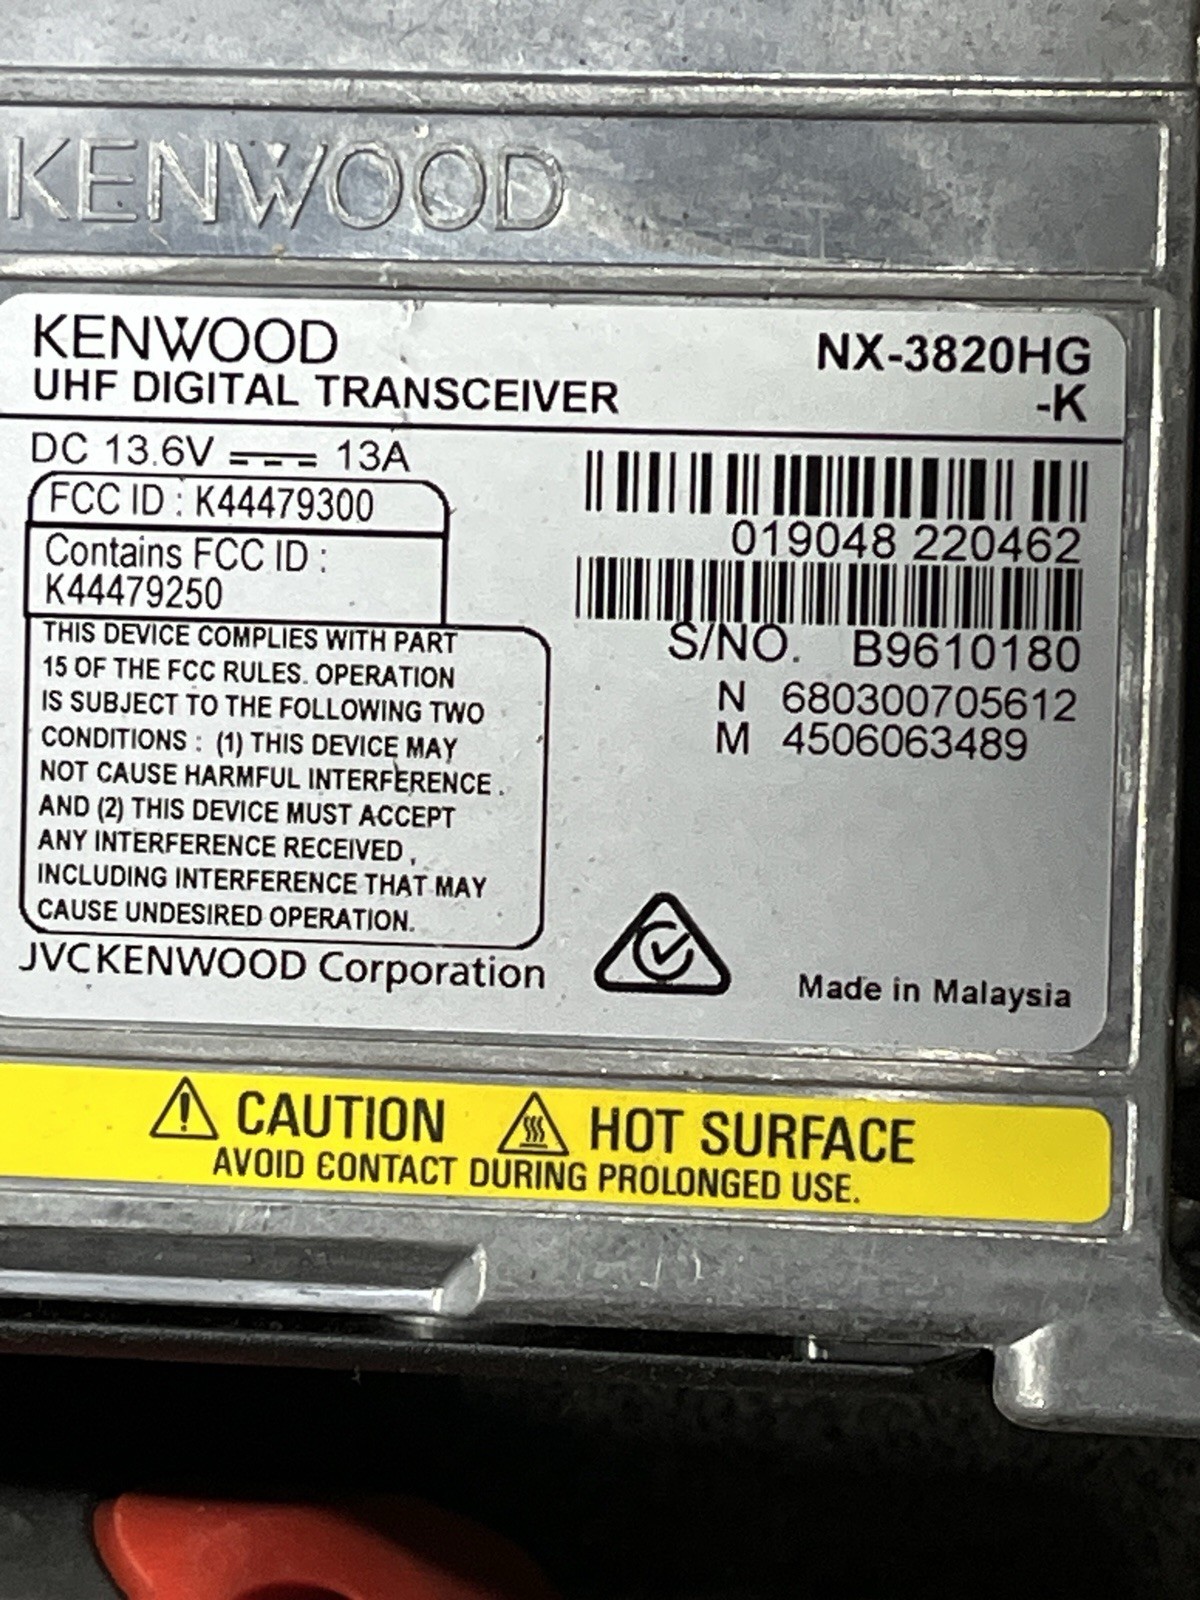 KENWOOD
KENWOOD
UHF DIGITAL TRANSCEIVER
NX-3820HG
-K
DC 13.6V 13A
FCC ID : K44479300
Contains FCC ID :
K44479250
THIS DEVICE COMPLIES WITH PART
15 OF THE FCC RULES. OPERATION
IS SUBJECT TO THE FOLLOWING TWO
CONDITIONS : (1) THIS DEVICE MAY
NOT CAUSE HARMFUL INTERFERENCE .
AND (2) THIS DEVICE MUST ACCEPT
ANY INTERFERENCE RECEIVED ,
INCLUDING INTERFERENCE THAT MAY
CAUSE UNDESIRED OPERATION.
JVCKENWOOD Corporation
019048 220462
S/NO. B9610180
N 680300705612
M 4506063489
Made in Malaysia
CAUTION HOT SURFACE
AVOID CONTACT DURING PROLONGED USE.